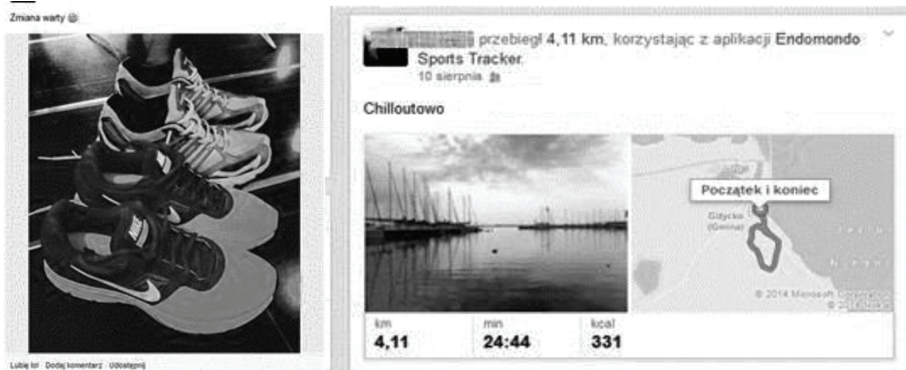 Zmiana warty
NIKE
Lubię to! Dodaj komentarz Udostępnij
przebiegł 4,11 km, korzystając z aplikacji Endomondo
Sports Tracker.
10 sierpnia
Chilloutowo
Początek i koniec
Giżycko
(Gmina)
© 2014 Microsoft
km min kcal
4,11 24:44 331